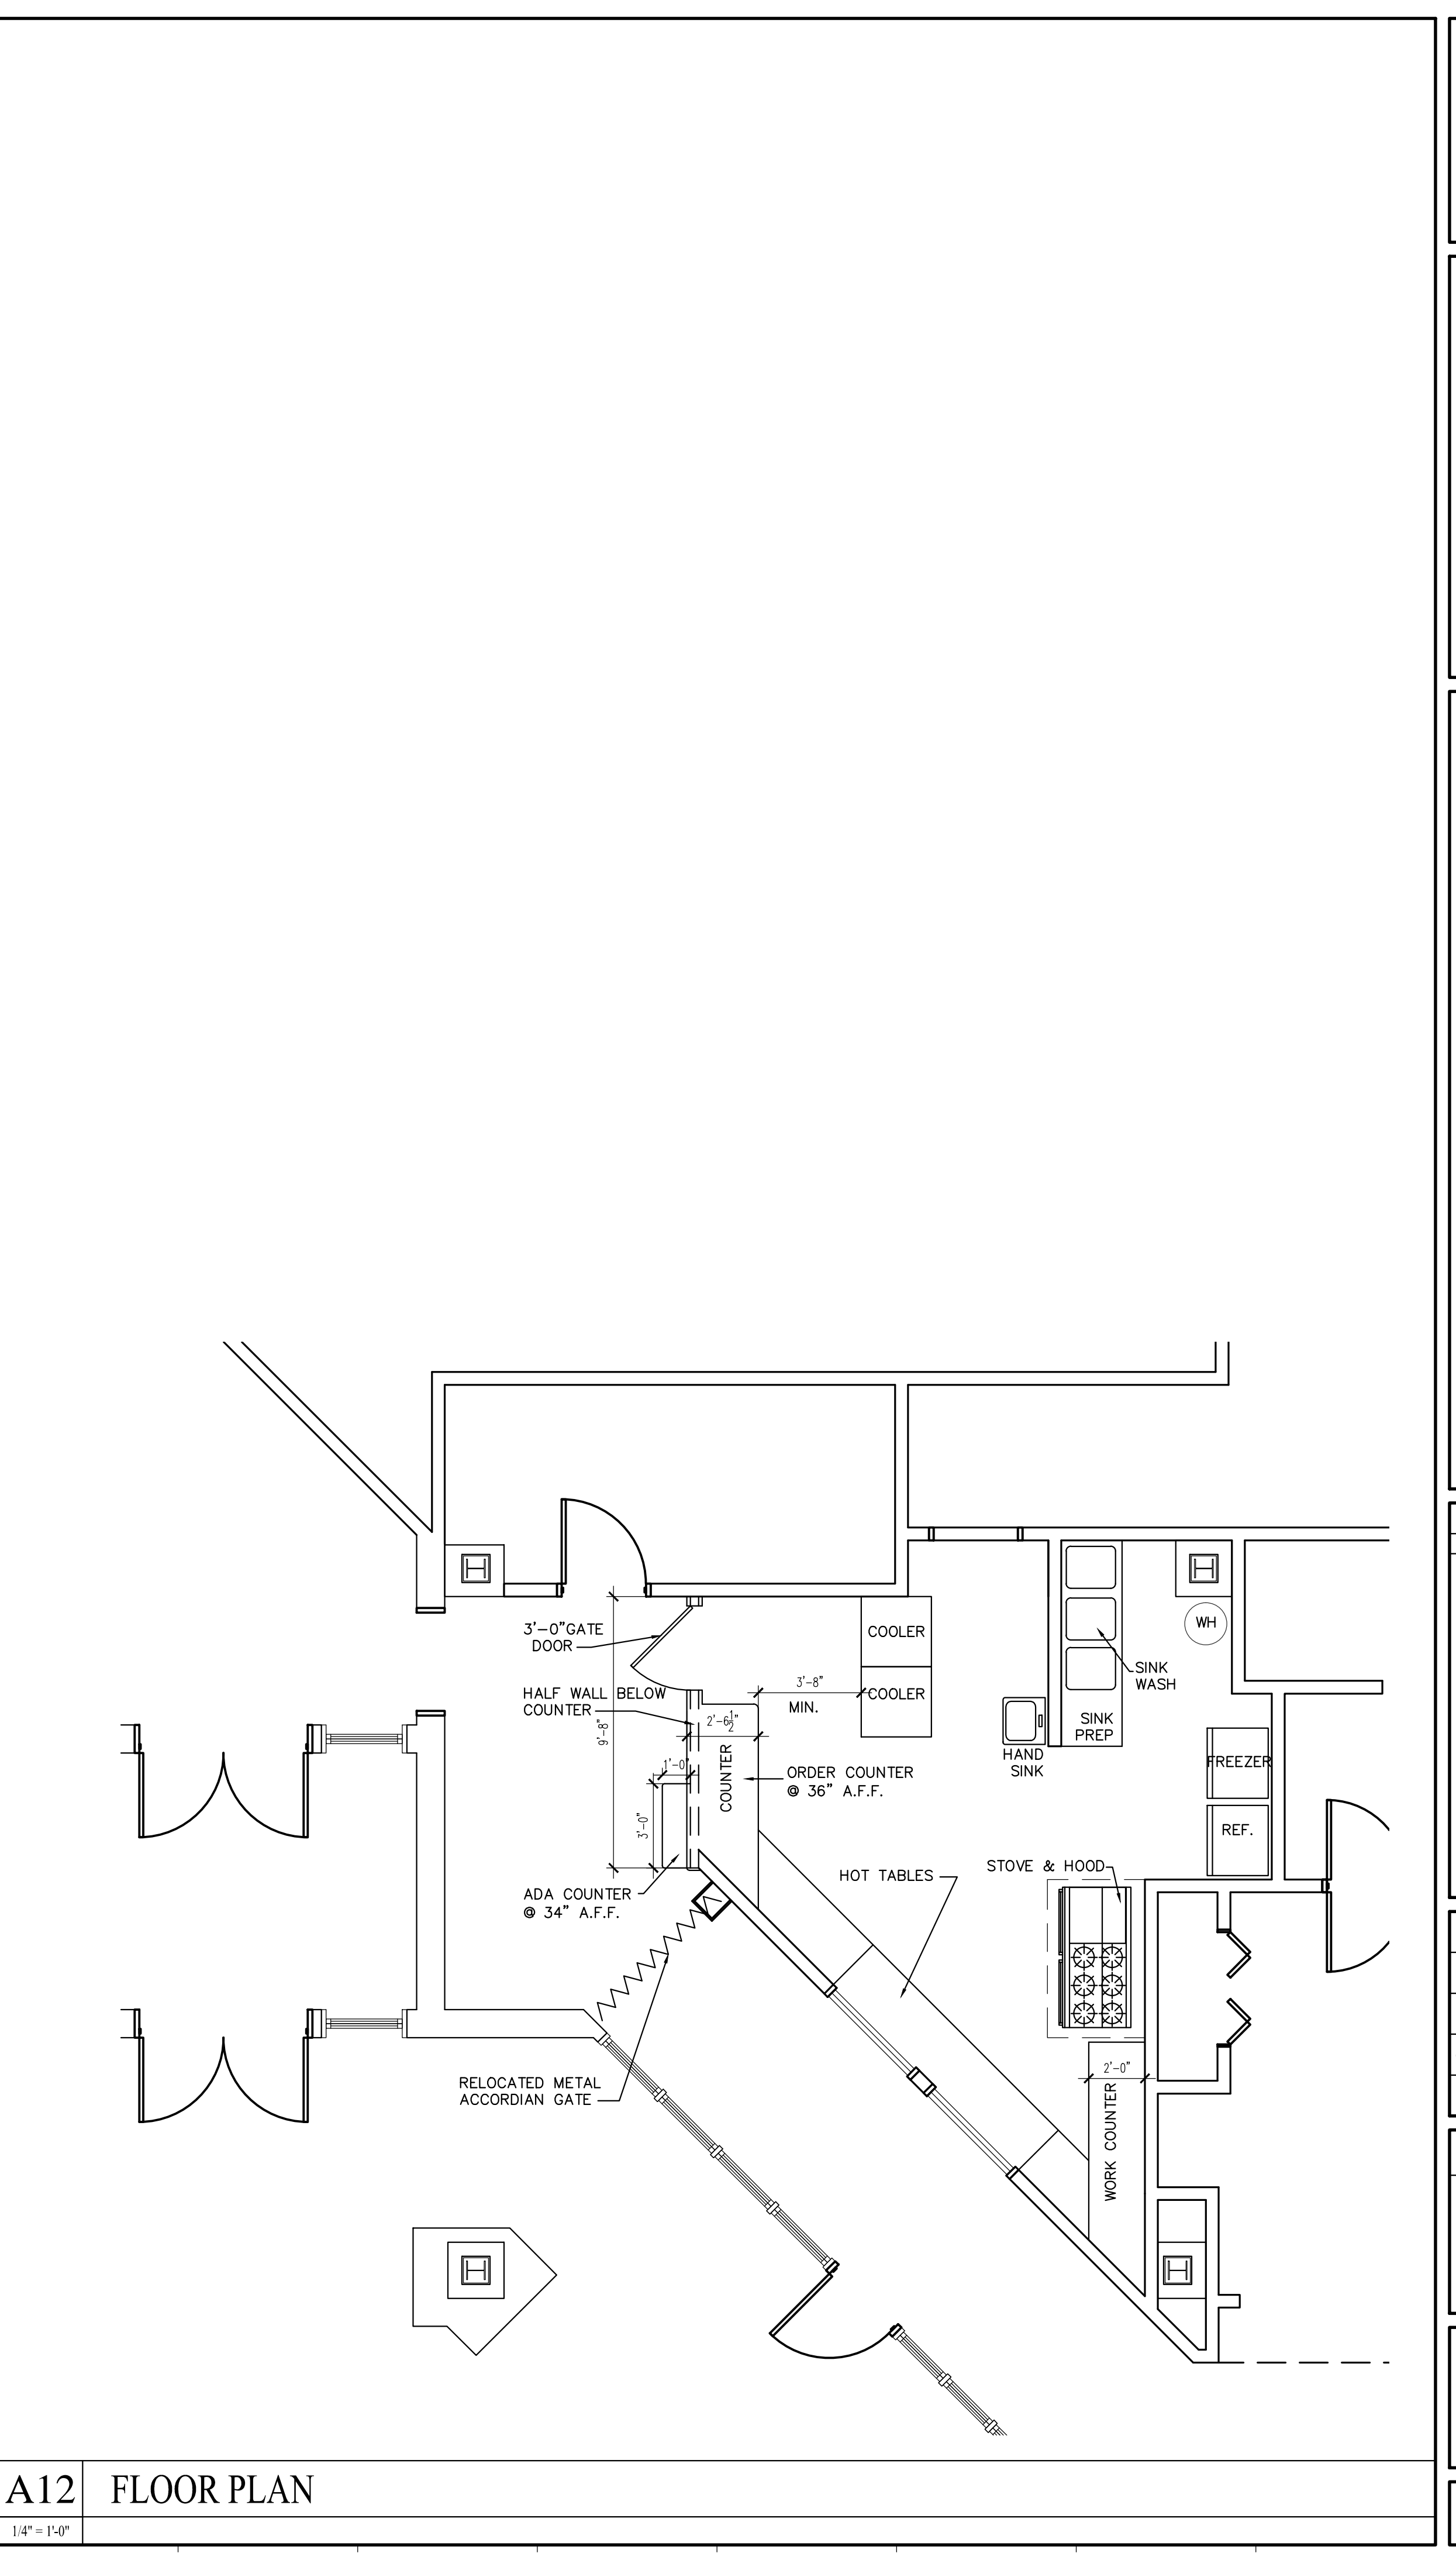 3'-0" GATE
DOOR
COOLER
WH
SINK
WASH
HALF WALL BELOW
COUNTER
3'-8"
MIN.
COOLER
2'-6 1/2"
9'-8"
SINK
PREP
HAND
SINK
FREEZER
1'-0"
COUNTER
ORDER COUNTER
@ 36" A.F.F.
3'-0"
REF.
HOT TABLES
STOVE & HOOD
ADA COUNTER
@ 34" A.F.F.
2'-0"
RELOCATED METAL
ACCORDIAN GATE
WORK COUNTER
A12
FLOOR PLAN
1/4" = 1'-0"